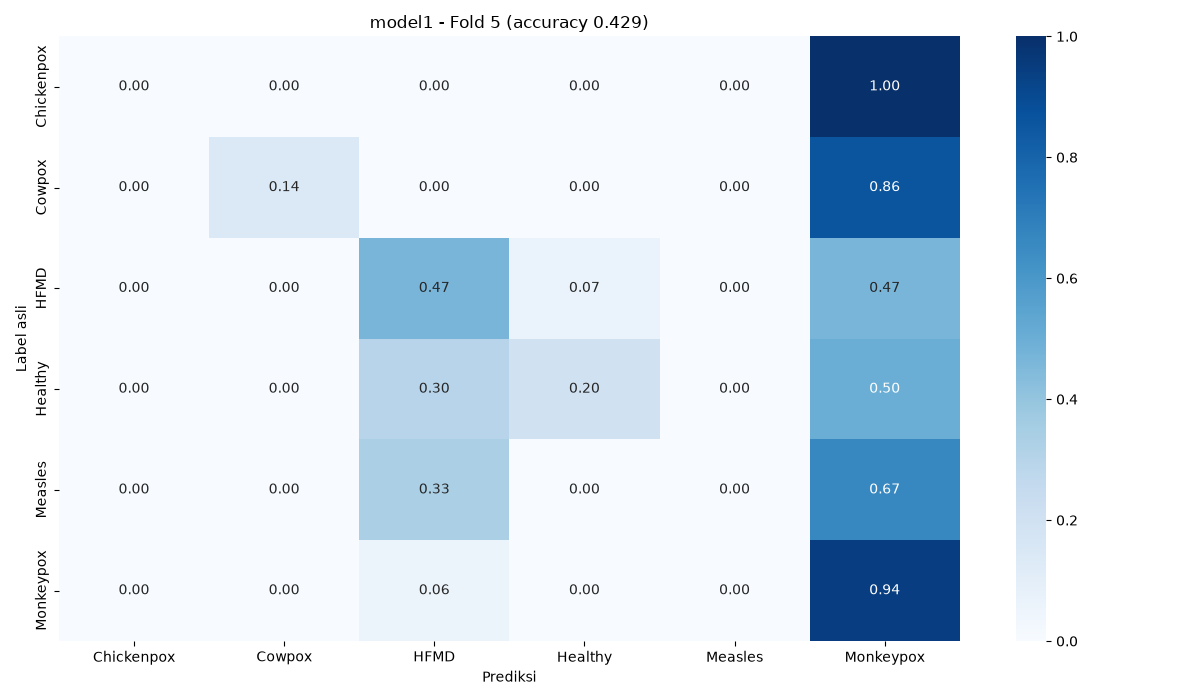 model1 - Fold 5 (accuracy 0.429)
Label asli
Chickenpox 0.00 0.00 0.00 0.00 0.00 1.00
Cowpox 0.00 0.14 0.00 0.00 0.00 0.86
HFMD 0.00 0.00 0.47 0.07 0.00 0.47
Healthy 0.00 0.00 0.30 0.20 0.00 0.50
Measles 0.00 0.00 0.33 0.00 0.00 0.67
Monkeypox 0.00 0.00 0.06 0.00 0.00 0.94
Chickenpox Cowpox HFMD Healthy Measles Monkeypox
Prediksi
1.0
0.8
0.6
0.4
0.2
0.0